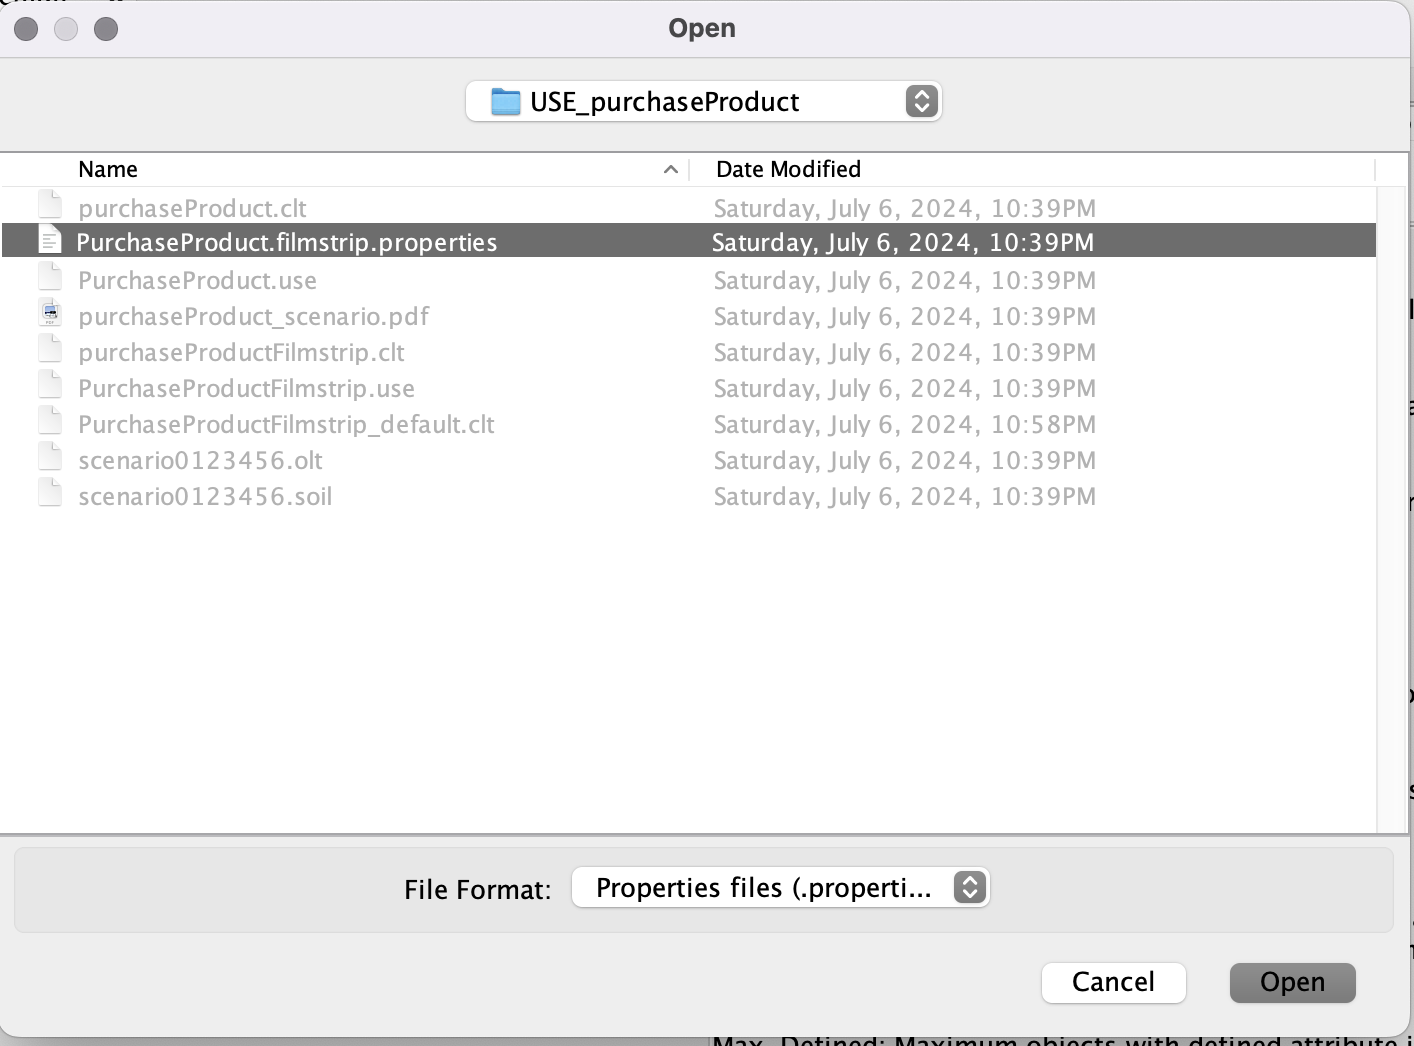 Open
USE_purchaseProduct
Name Date Modified
purchaseProduct.clt Saturday, July 6, 2024, 10:39PM
PurchaseProduct.filmstrip.properties Saturday, July 6, 2024, 10:39PM
PurchaseProduct.use Saturday, July 6, 2024, 10:39PM
purchaseProduct_scenario.pdf Saturday, July 6, 2024, 10:39PM
purchaseProductFilmstrip.clt Saturday, July 6, 2024, 10:39PM
PurchaseProductFilmstrip.use Saturday, July 6, 2024, 10:39PM
PurchaseProductFilmstrip_default.clt Saturday, July 6, 2024, 10:58PM
scenario0123456.olt Saturday, July 6, 2024, 10:39PM
scenario0123456.soil Saturday, July 6, 2024, 10:39PM
File Format: Properties files (.properti...
Cancel Open
Max. Defined: Maximum objects with defined attribute i